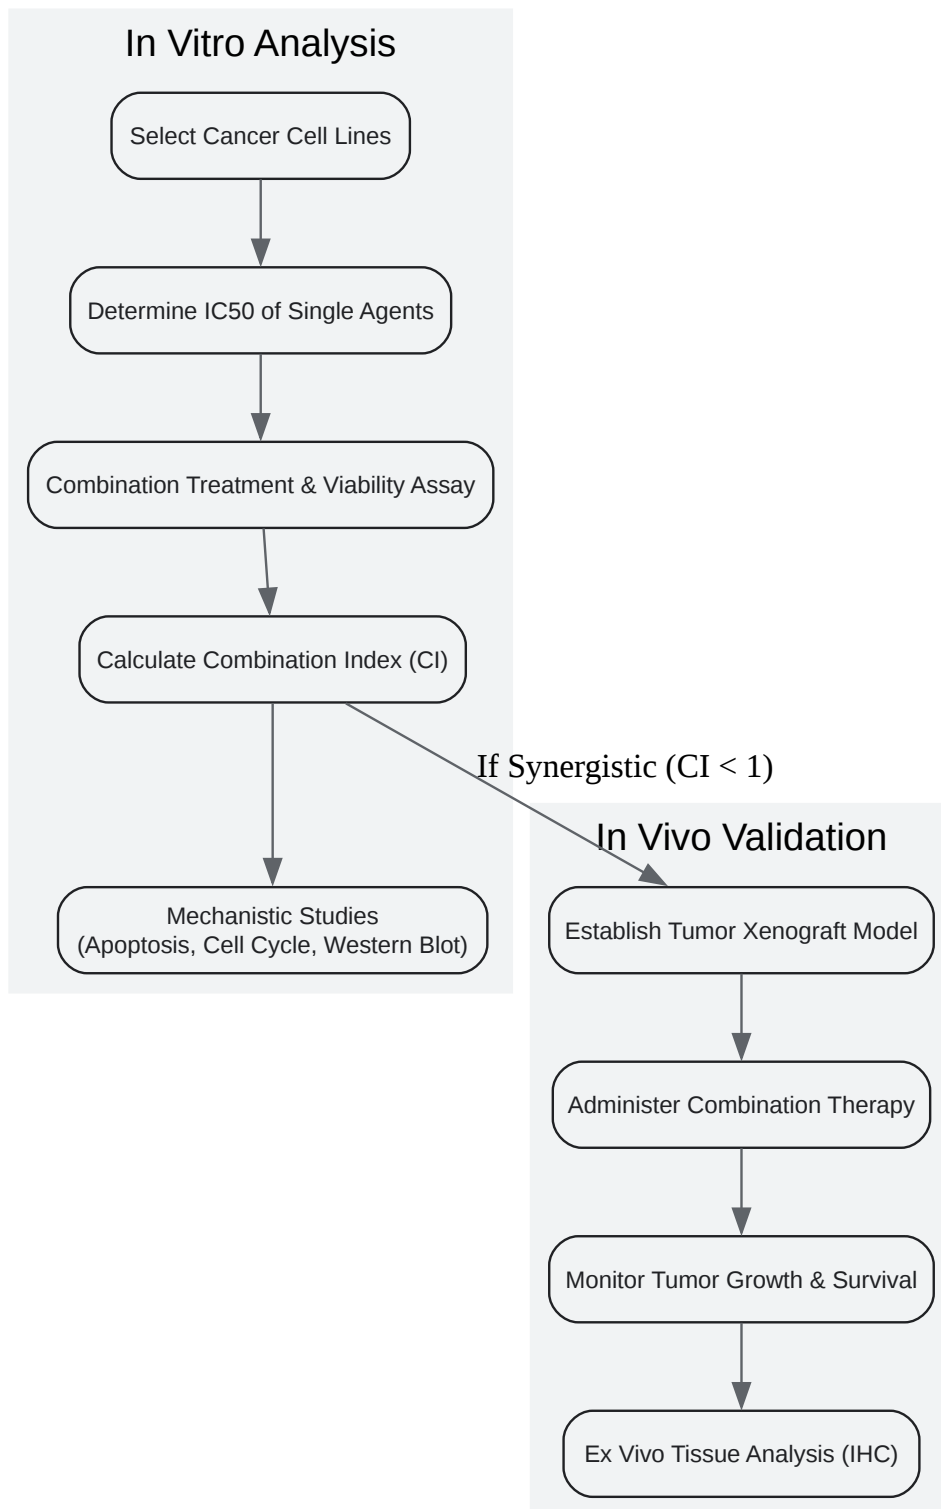 In Vitro Analysis
Select Cancer Cell Lines
Determine IC50 of Single Agents
Combination Treatment & Viability Assay
Calculate Combination Index (CI)
If Synergistic (CI < 1)
Mechanistic Studies
(Apoptosis, Cell Cycle, Western Blot)
In Vivo Validation
Establish Tumor Xenograft Model
Administer Combination Therapy
Monitor Tumor Growth & Survival
Ex Vivo Tissue Analysis (IHC)